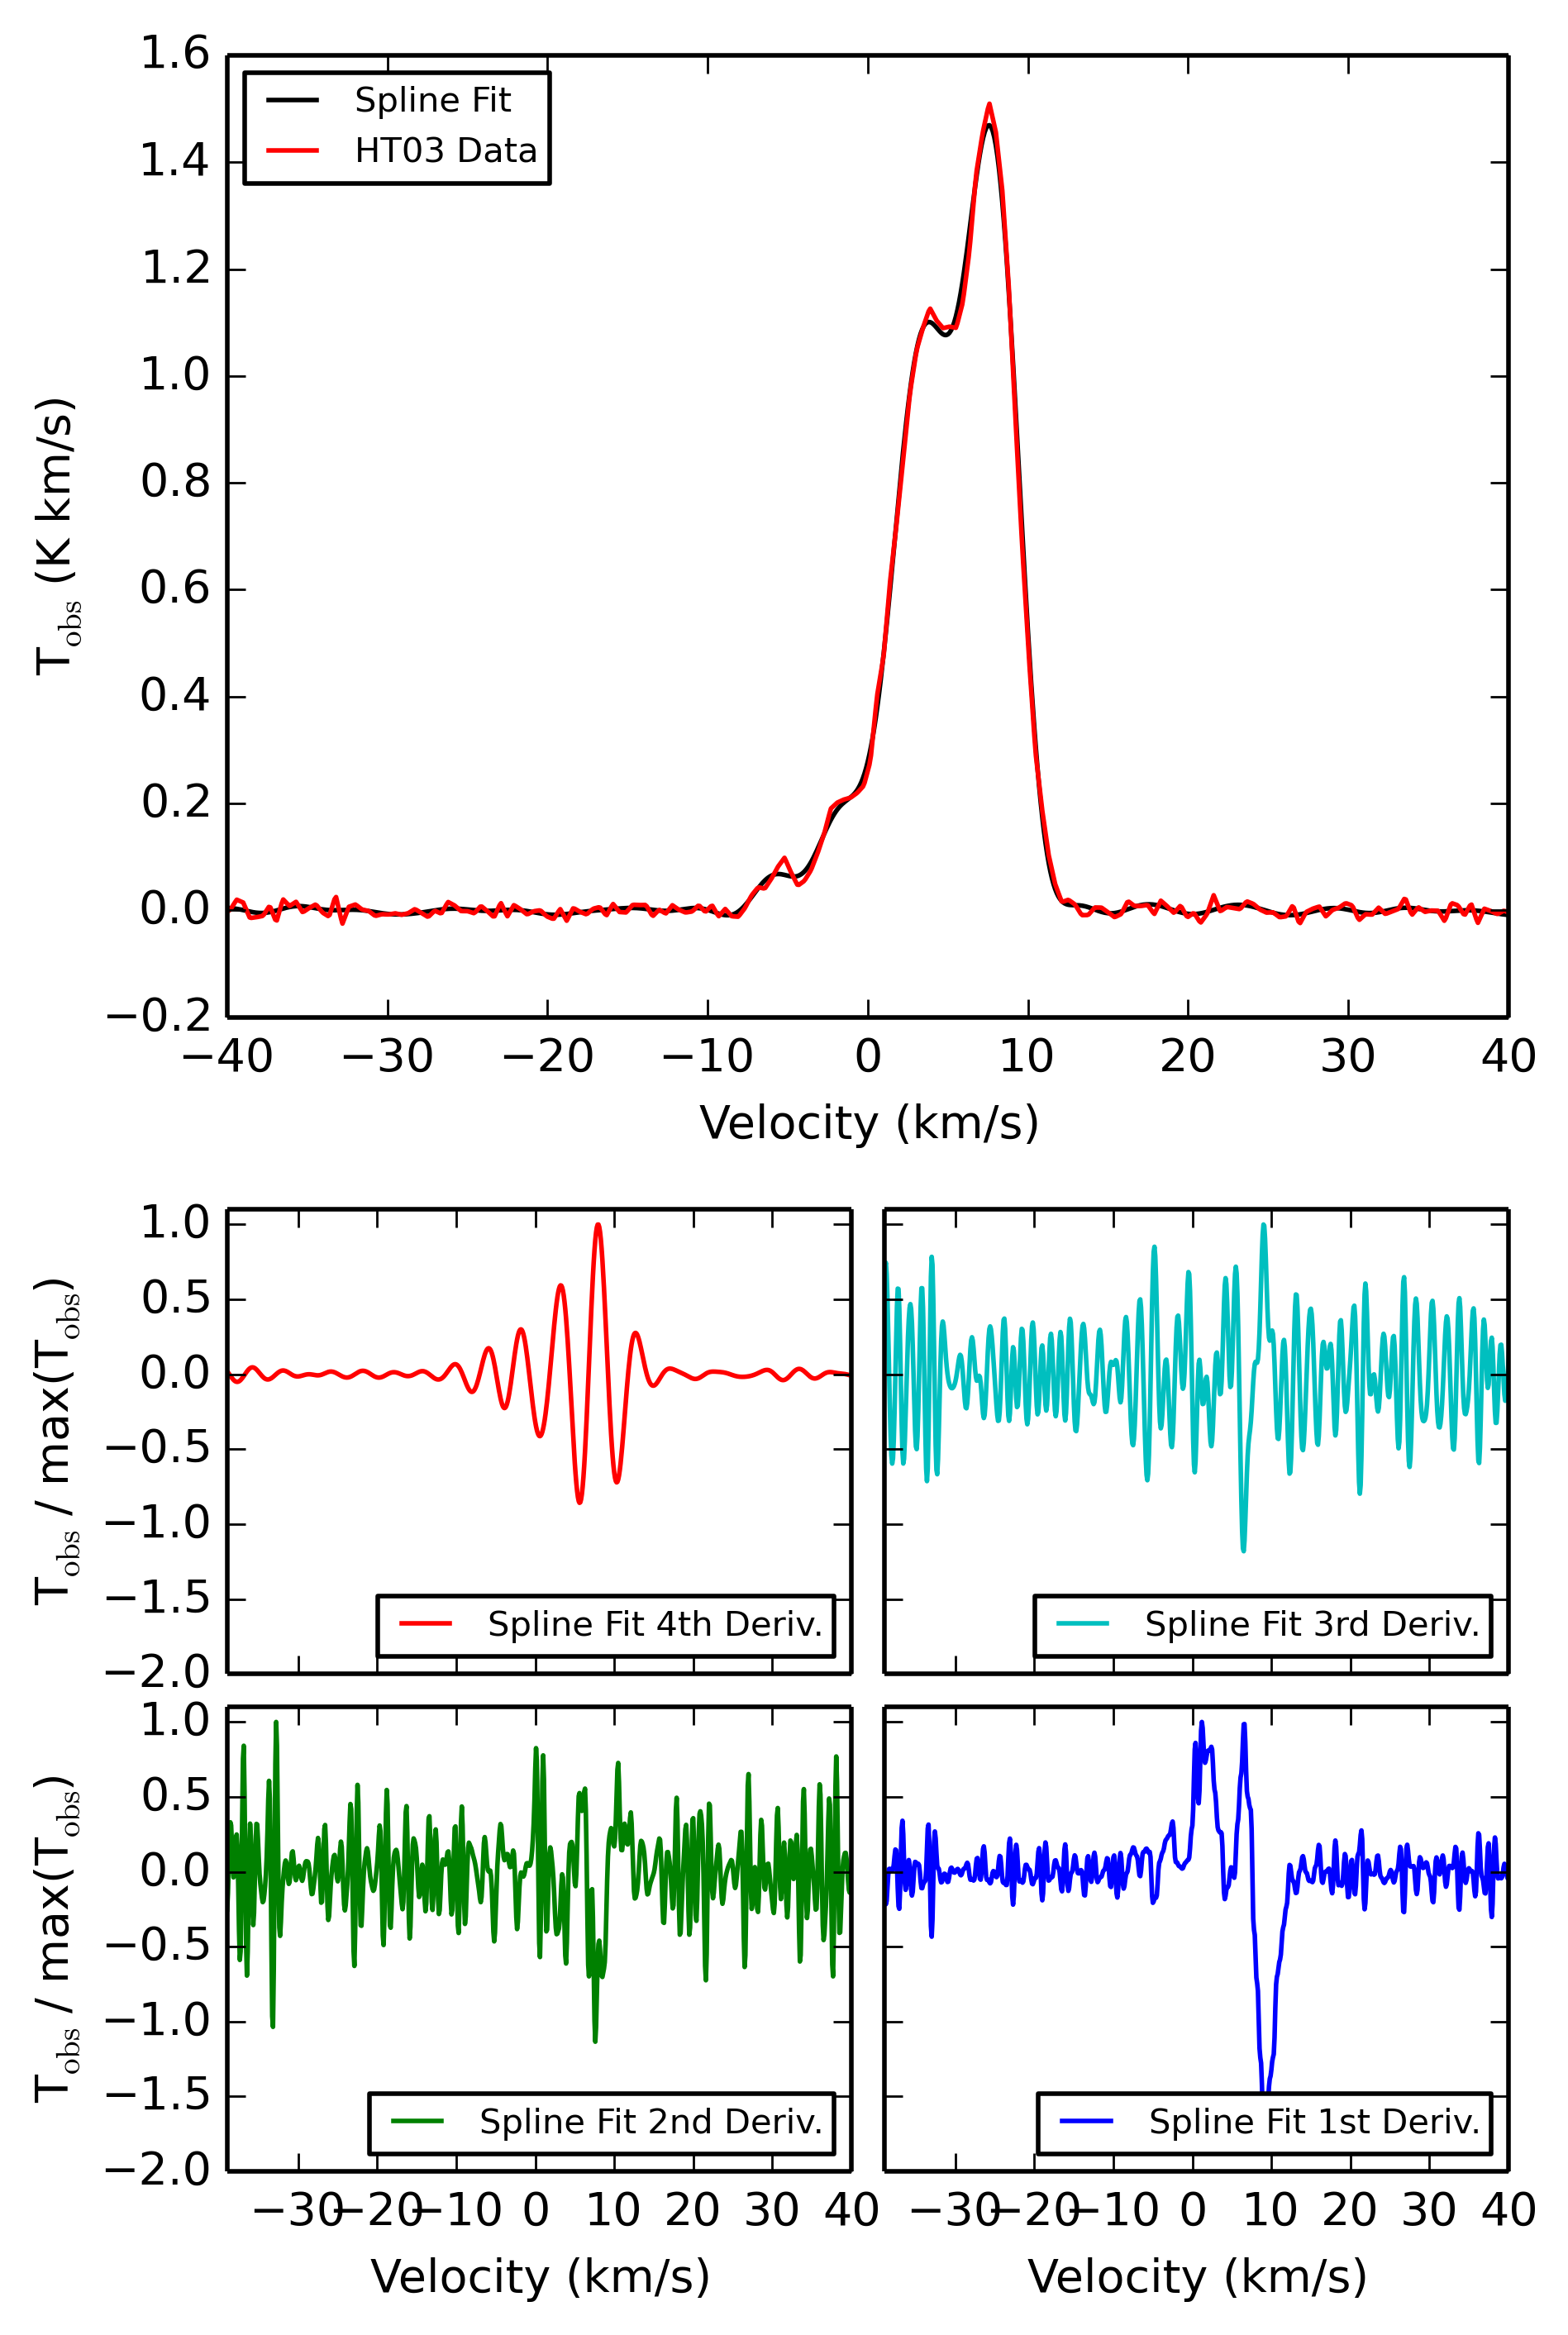 1.6
1.4
1.2
1.0
0.8
0.6
0.4
0.2
0.0
−0.2
T_obs (K km/s)
Spline Fit
HT03 Data
−40 −30 −20 −10 0 10 20 30 40
Velocity (km/s)
1.0
0.5
0.0
−0.5
−1.0
−1.5
−2.0
T_obs / max(T_obs)
Spline Fit 4th Deriv.
Spline Fit 3rd Deriv.
1.0
0.5
0.0
−0.5
−1.0
−1.5
−2.0
T_obs / max(T_obs)
Spline Fit 2nd Deriv.
Spline Fit 1st Deriv.
−30 −20 −10 0 10 20 30 40
−30 −20 −10 0 10 20 30 40
Velocity (km/s)
Velocity (km/s)